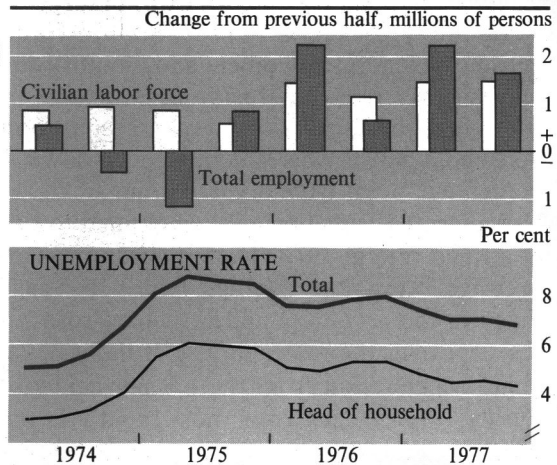 Change from previous half, millions of persons
2
Civilian labor force
1
+
0
−
Total employment
1
Per cent
UNEMPLOYMENT RATE
Total
8
6
4
Head of household
1974 1975 1976 1977